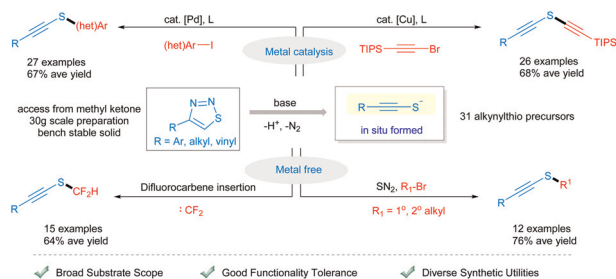 R S (het)Ar
cat. [Pd], L
(het)Ar—I
27 examples
67% ave yield
Metal catalysis
cat. [Cu], L
TIPS Br
R S TIPS
26 examples
68% ave yield
access from methyl ketone
30g scale preparation
bench stable solid
N=N
R S
R = Ar, alkyl, vinyl
base
-H⁺, -N₂
R S⁻
in situ formed
31 alkynylthio precursors
Metal free
R S CF₂H
Difluorocarbene insertion
:CF₂
15 examples
64% ave yield
SN₂, R₁-Br
R₁ = 1°, 2° alkyl
R S R¹
12 examples
76% ave yield
Broad Substrate Scope
Good Functionality Tolerance
Diverse Synthetic Utilities